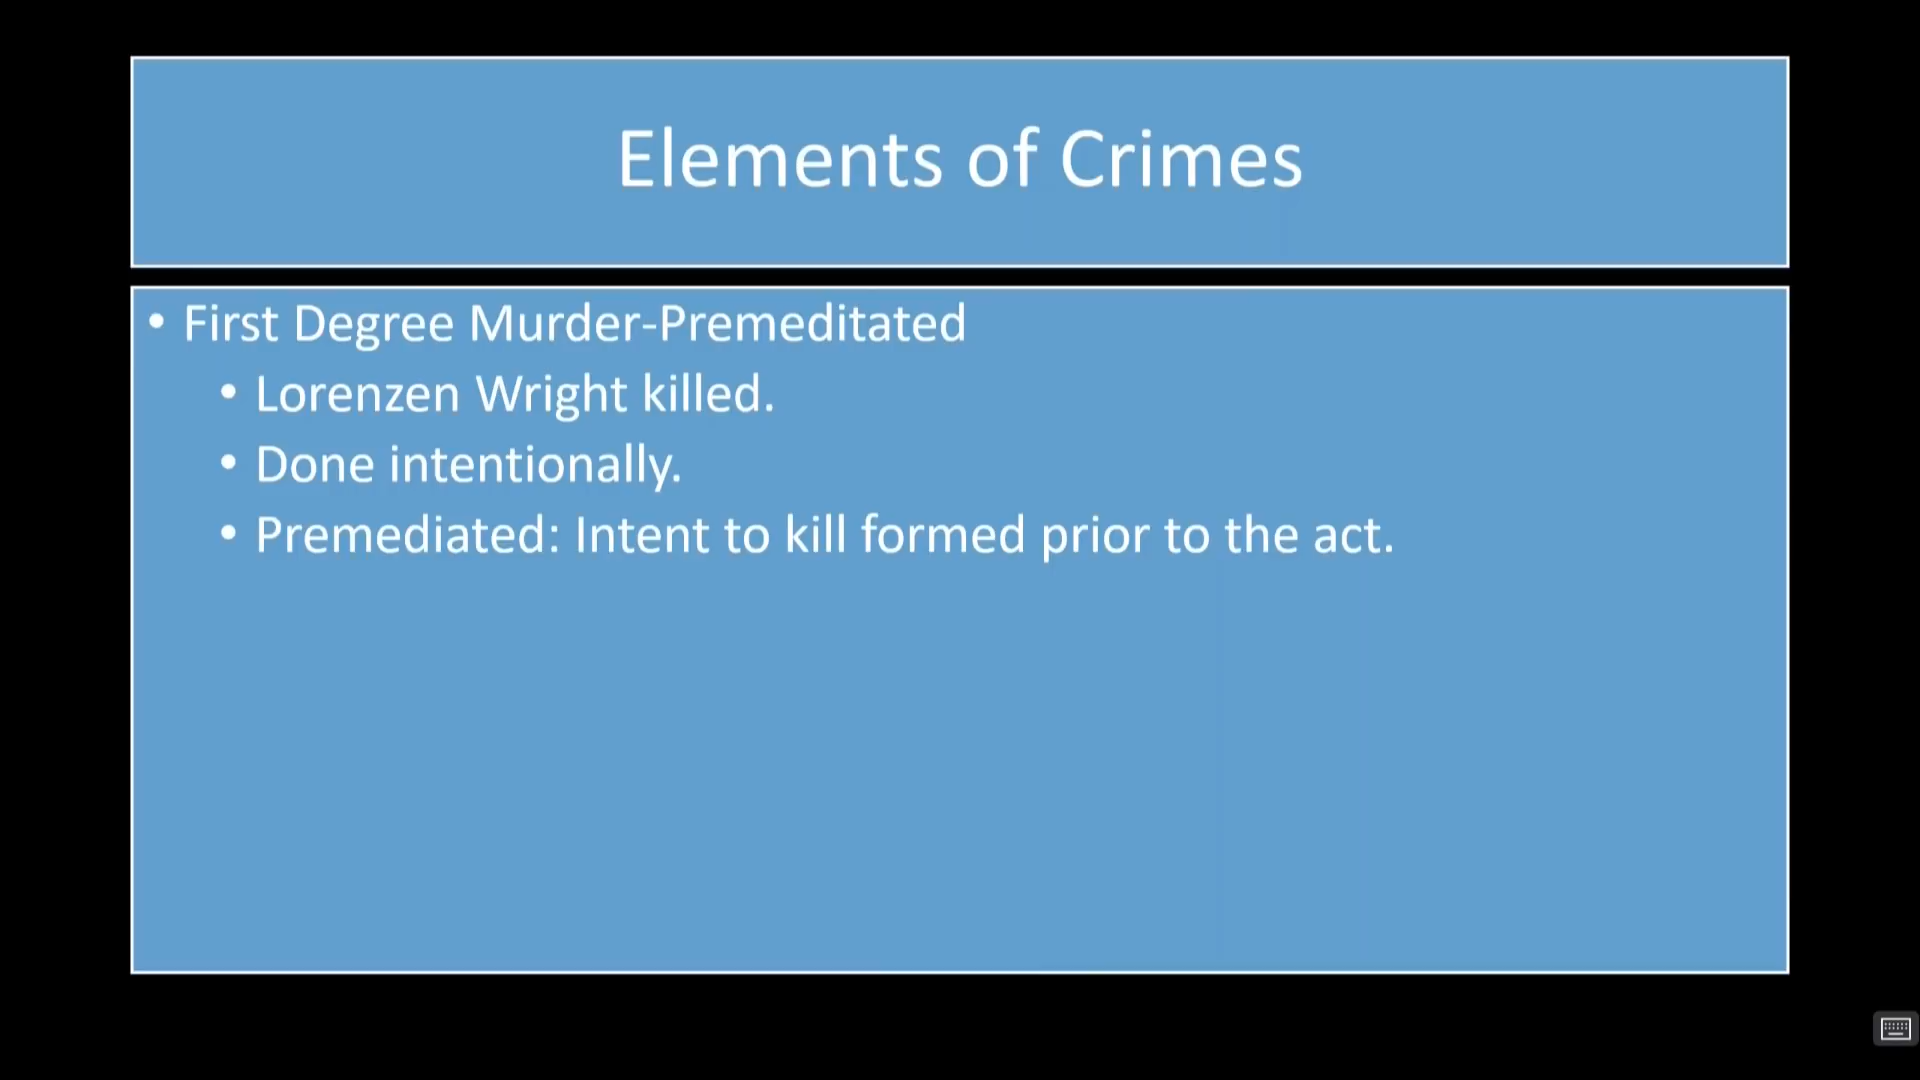 Elements of Crimes
• First Degree Murder-Premeditated
• Lorenzen Wright killed.
• Done intentionally.
• Premediated: Intent to kill formed prior to the act.